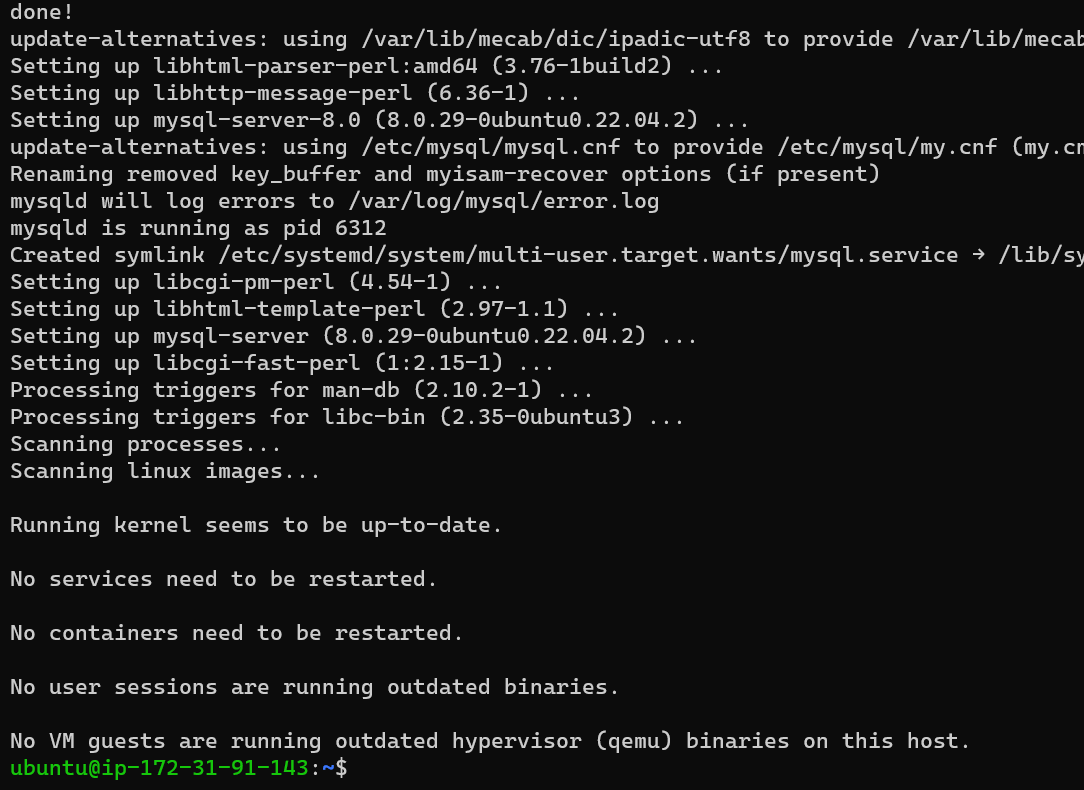 done!
update-alternatives: using /var/lib/mecab/dic/ipadic-utf8 to provide /var/lib/mecab
Setting up libhtml-parser-perl:amd64 (3.76-1build2) ...
Setting up libhttp-message-perl (6.36-1) ...
Setting up mysql-server-8.0 (8.0.29-0ubuntu0.22.04.2) ...
update-alternatives: using /etc/mysql/mysql.cnf to provide /etc/mysql/my.cnf (my.cn
Renaming removed key_buffer and myisam-recover options (if present)
mysqld will log errors to /var/log/mysql/error.log
mysqld is running as pid 6312
Created symlink /etc/systemd/system/multi-user.target.wants/mysql.service → /lib/sy
Setting up libcgi-pm-perl (4.54-1) ...
Setting up libhtml-template-perl (2.97-1.1) ...
Setting up mysql-server (8.0.29-0ubuntu0.22.04.2) ...
Setting up libcgi-fast-perl (1:2.15-1) ...
Processing triggers for man-db (2.10.2-1) ...
Processing triggers for libc-bin (2.35-0ubuntu3) ...
Scanning processes...
Scanning linux images...
Running kernel seems to be up-to-date.
No services need to be restarted.
No containers need to be restarted.
No user sessions are running outdated binaries.
No VM guests are running outdated hypervisor (qemu) binaries on this host.
ubuntu@ip-172-31-91-143:~$